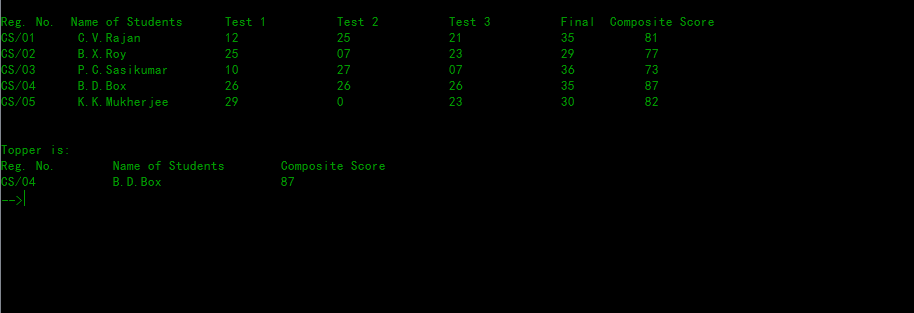 Reg. No.  Name of Students      Test 1          Test 2          Test 3          Final  Composite Score
CS/01      C.V.Rajan            12              25              21              35          81
CS/02      B.X.Roy              25              07              23              29          77
CS/03      P.C.Sasikumar        10              27              07              36          73
CS/04      B.D.Box              26              26              26              35          87
CS/05      K.K.Mukherjee        29              0               23              30          82
Topper is:
Reg. No.        Name of Students        Composite Score
CS/04           B.D.Box                 87
-->